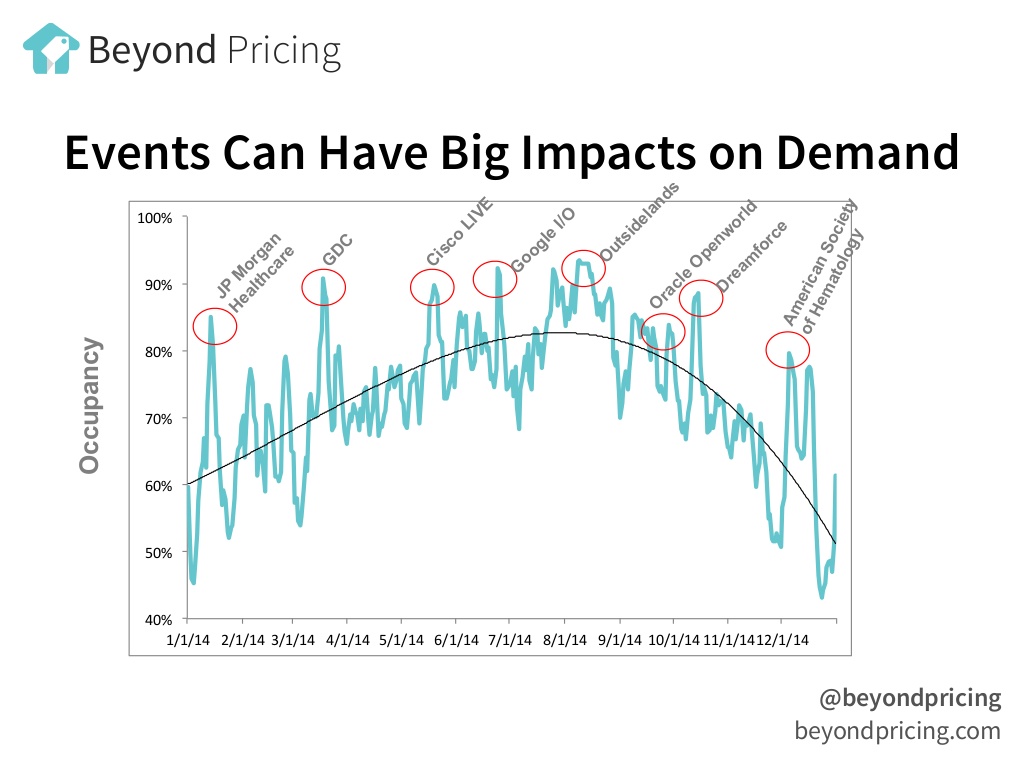 Beyond Pricing
Events Can Have Big Impacts on Demand
100%
90%
80%
70%
60%
50%
40%
Occupancy
JP Morgan
Healthcare
GDC
Cisco LIVE
Google I/O
Outsidelands
Oracle Openworld
Dreamforce
American Society
of Hematology
1/1/14 2/1/14 3/1/14 4/1/14 5/1/14 6/1/14 7/1/14 8/1/14 9/1/14 10/1/14 11/1/14 12/1/14
@beyondpricing
beyondpricing.com